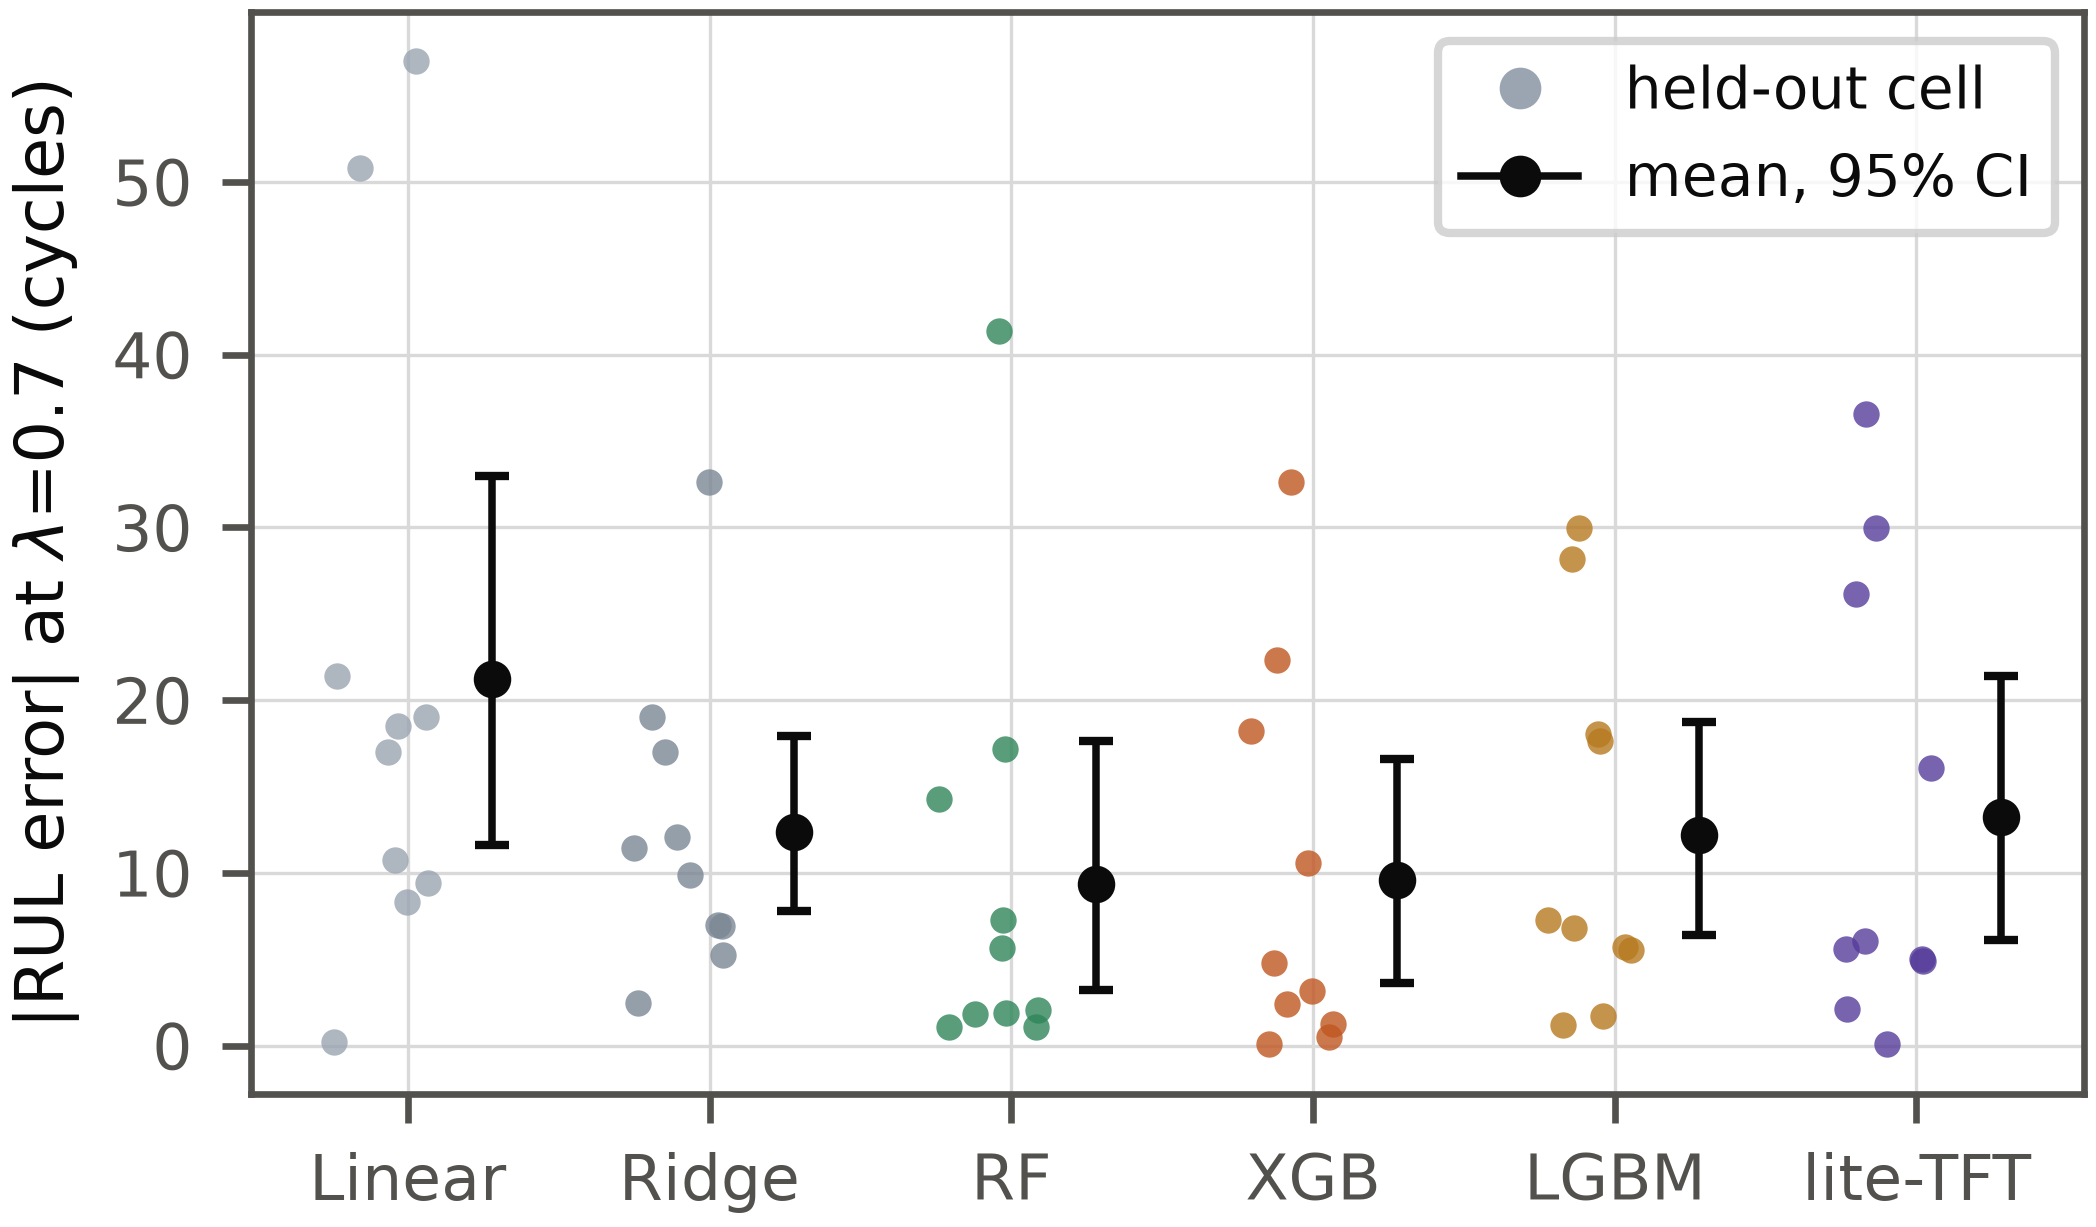 |RUL error| at λ=0.7 (cycles)
50
40
30
20
10
0
held-out cell
mean, 95% CI
Linear Ridge RF XGB LGBM lite-TFT